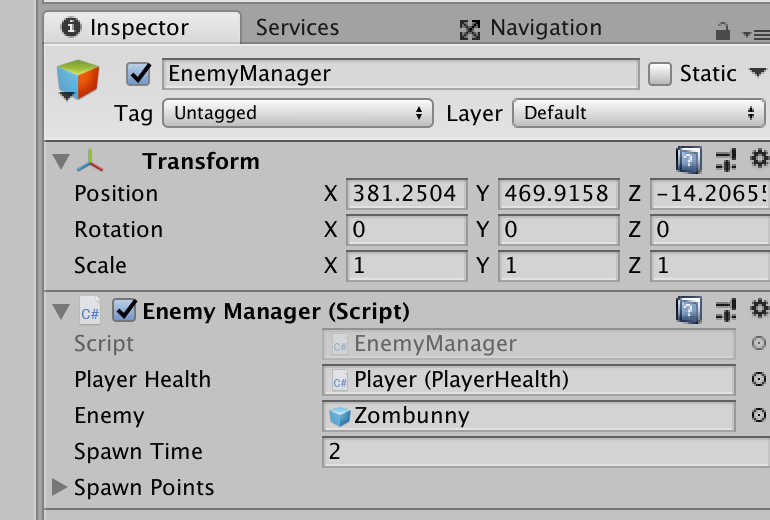 Inspector Services Navigation
EnemyManager Static
Tag Untagged Layer Default
Transform
Position X 381.2504 Y 469.9158 Z
Rotation X 0 Y 0 Z 0
Scale X 1 Y 1 Z 1
C# Enemy Manager (Script)
Script C# EnemyManager
Player Health C# Player (PlayerHealth)
Enemy Zombunny
Spawn Time 2
Spawn Points